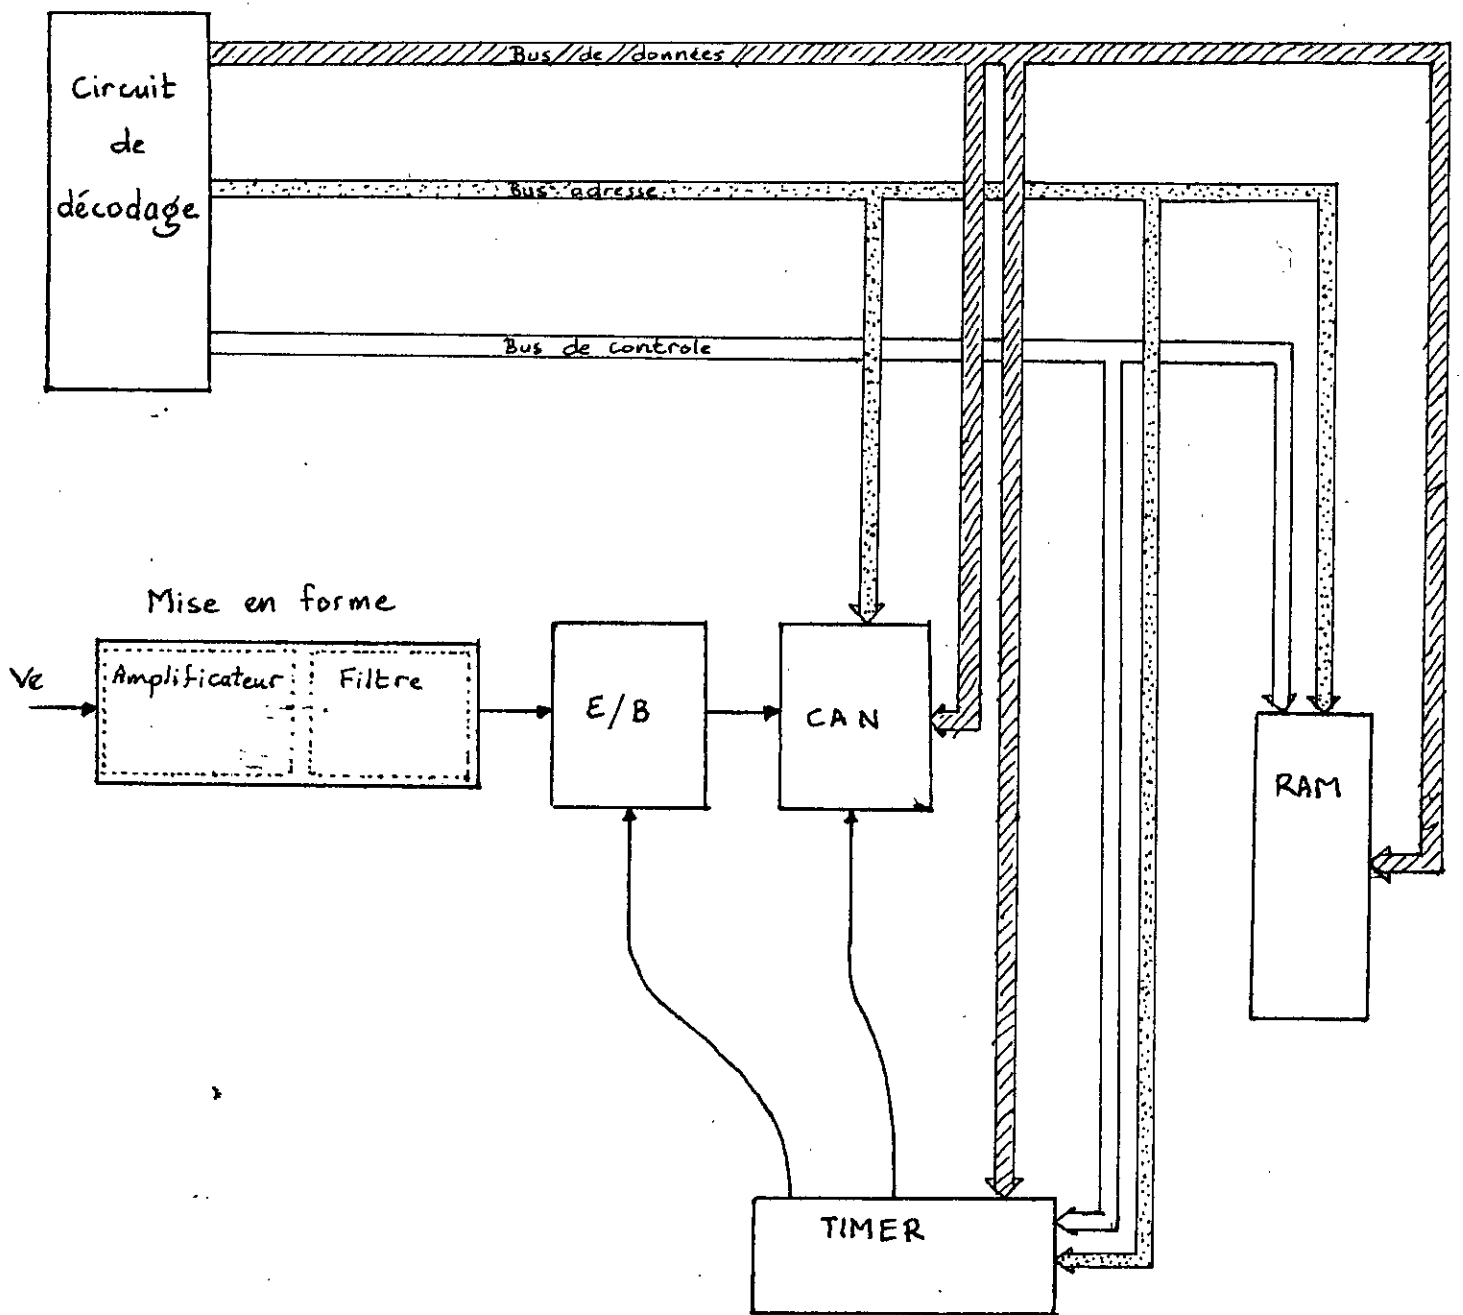 Circuit
de
décodage
Bus de données
Bus adresse
Bus de controle
Mise en forme
Ve
Amplificateur
Filtre
E/B
CAN
RAM
TIMER